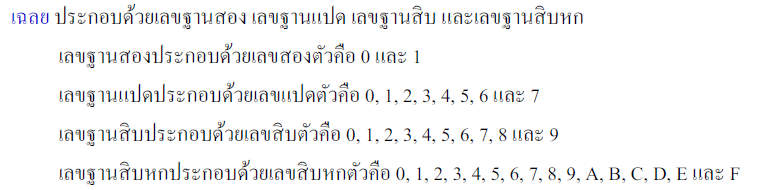 เฉลย ประกอบด้วยเลขฐานสอง เลขฐานแปด เลขฐานสิบ และเลขฐานสิบหก
เลขฐานสองประกอบด้วยเลขสองตัวคือ 0 และ 1
เลขฐานแปดประกอบด้วยเลขแปดตัวคือ 0, 1, 2, 3, 4, 5, 6 และ 7
เลขฐานสิบประกอบด้วยเลขสิบตัวคือ 0, 1, 2, 3, 4, 5, 6, 7, 8 และ 9
เลขฐานสิบหกประกอบด้วยเลขสิบหกตัวคือ 0, 1, 2, 3, 4, 5, 6, 7, 8, 9, A, B, C, D, E และ F